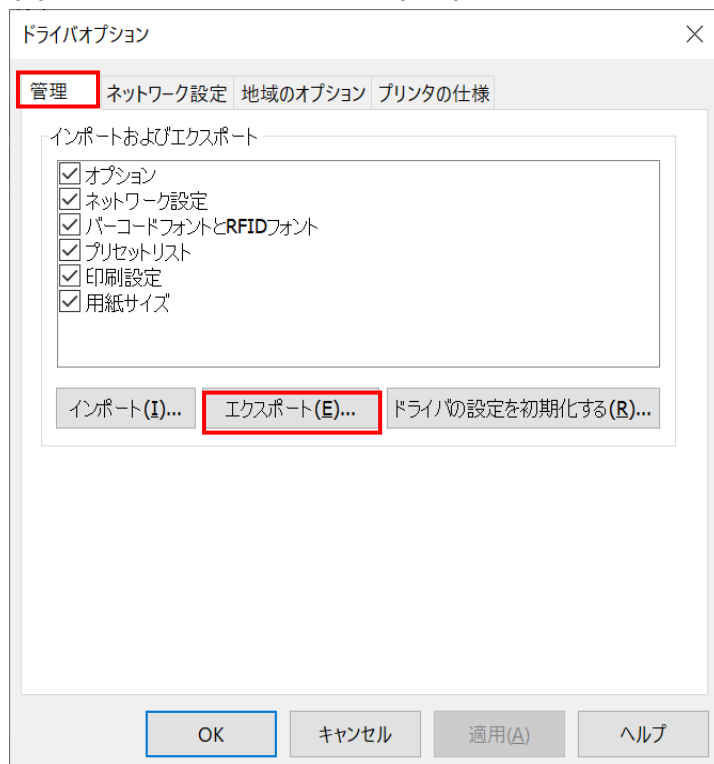 ドライバオプション
管理 ネットワーク設定 地域のオプション プリンタの仕様
インポートおよびエクスポート
オプション
ネットワーク設定
バーコードフォントとRFIDフォント
プリセットリスト
印刷設定
用紙サイズ
インポート(I)... エクスポート(E)... ドライバの設定を初期化する(R)...
OK キャンセル 適用(A) ヘルプ